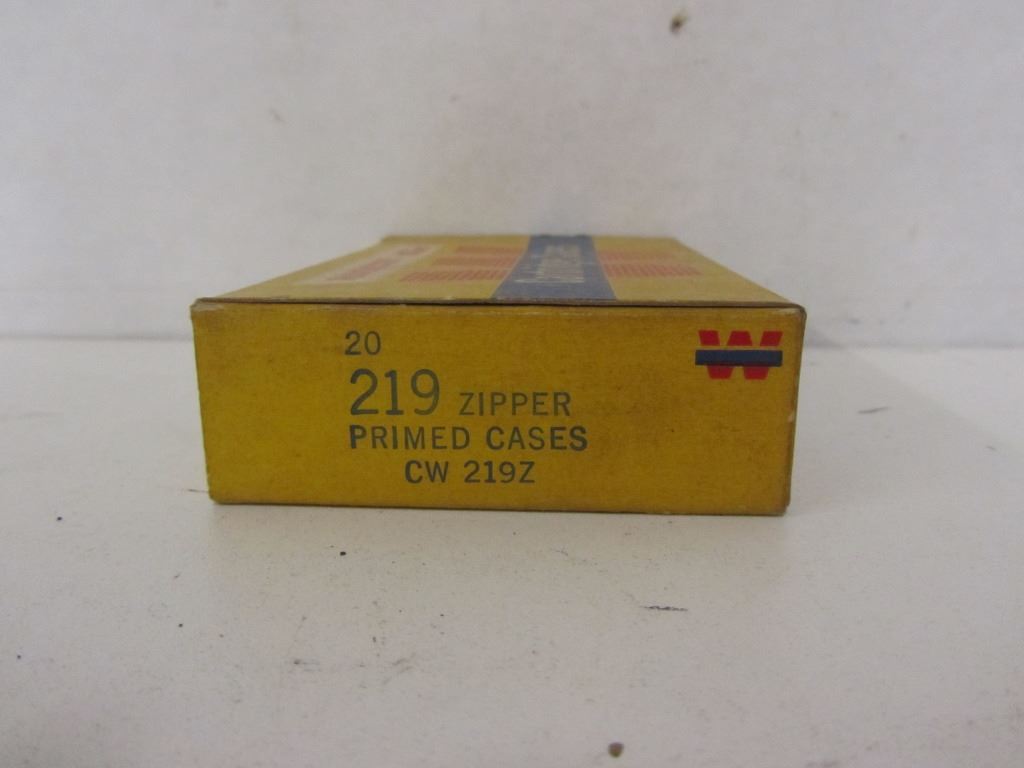 20
219 ZIPPER
PRIMED CASES
CW 219Z
W